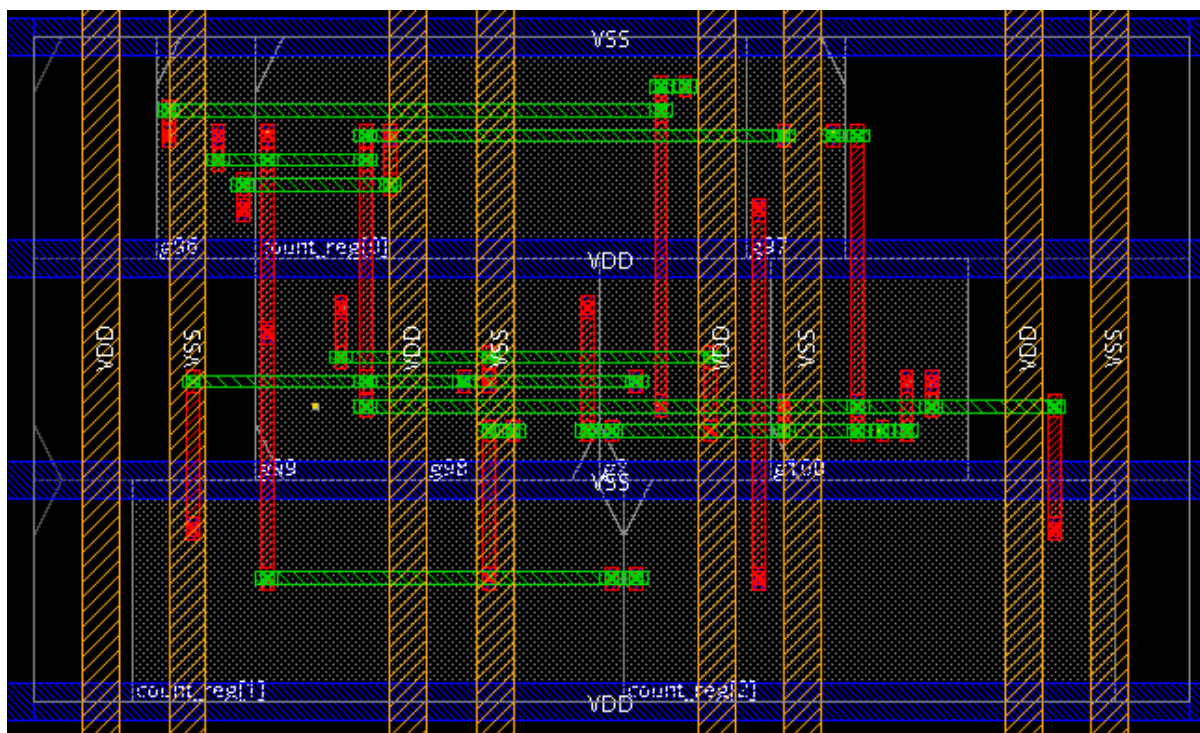 VSS
g96
count_reg[0]
g97
VDD
VDD
VSS
VDD
VSS
VDD
VSS
VDD
VSS
g99
g98
g2
g100
VSS
count_reg[1]
count_reg[2]
VDD